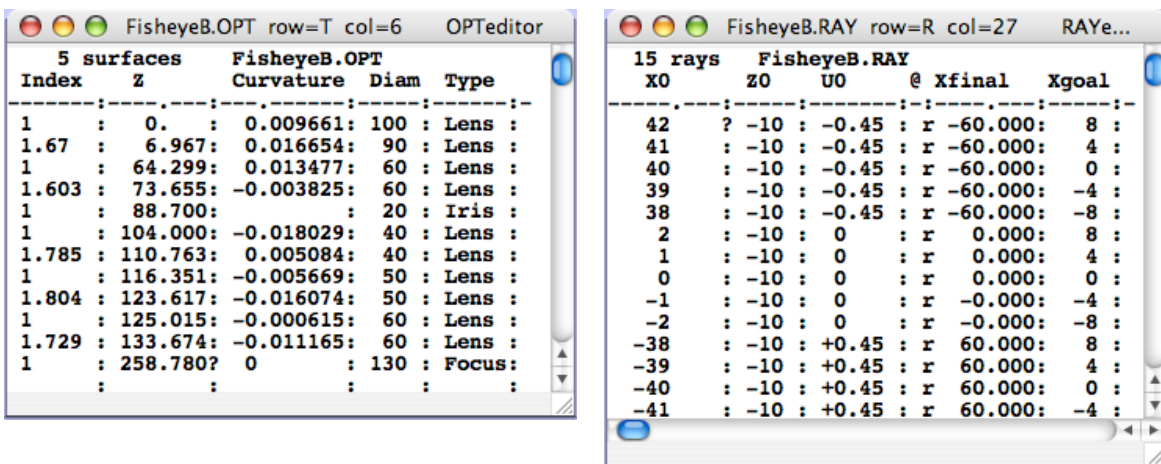 FisheyeB.OPT row=T col=6 OPTeditor
5 surfaces FisheyeB.OPT
Index Z Curvature Diam Type
-------:----.---:---.------:-----:------:-
1 : 0. : 0.009661: 100 : Lens :
1.67 : 6.967: 0.016654: 90 : Lens :
1 : 64.299: 0.013477: 60 : Lens :
1.603 : 73.655: -0.003825: 60 : Lens :
1 : 88.700: : 20 : Iris :
1 : 104.000: -0.018029: 40 : Lens :
1.785 : 110.763: 0.005084: 40 : Lens :
1 : 116.351: -0.005669: 50 : Lens :
1.804 : 123.617: -0.016074: 50 : Lens :
1 : 125.015: -0.000615: 60 : Lens :
1.729 : 133.674: -0.011165: 60 : Lens :
1 : 258.780? 0 : 130 : Focus:
: : : : :
FisheyeB.RAY row=R col=27 RAYe...
15 rays FisheyeB.RAY
X0 Z0 U0 @ Xfinal Xgoal
-----.---:-----:--------:-:----.---:-----:-
42 ? -10 : -0.45 : r -60.000: 8 :
41 : -10 : -0.45 : r -60.000: 4 :
40 : -10 : -0.45 : r -60.000: 0 :
39 : -10 : -0.45 : r -60.000: -4 :
38 : -10 : -0.45 : r -60.000: -8 :
2 : -10 : 0 : r 0.000: 8 :
1 : -10 : 0 : r 0.000: 4 :
0 : -10 : 0 : r 0.000: 0 :
-1 : -10 : 0 : r -0.000: -4 :
-2 : -10 : 0 : r -0.000: -8 :
-38 : -10 : +0.45 : r 60.000: 8 :
-39 : -10 : +0.45 : r 60.000: 4 :
-40 : -10 : +0.45 : r 60.000: 0 :
-41 : -10 : +0.45 : r 60.000: -4 :